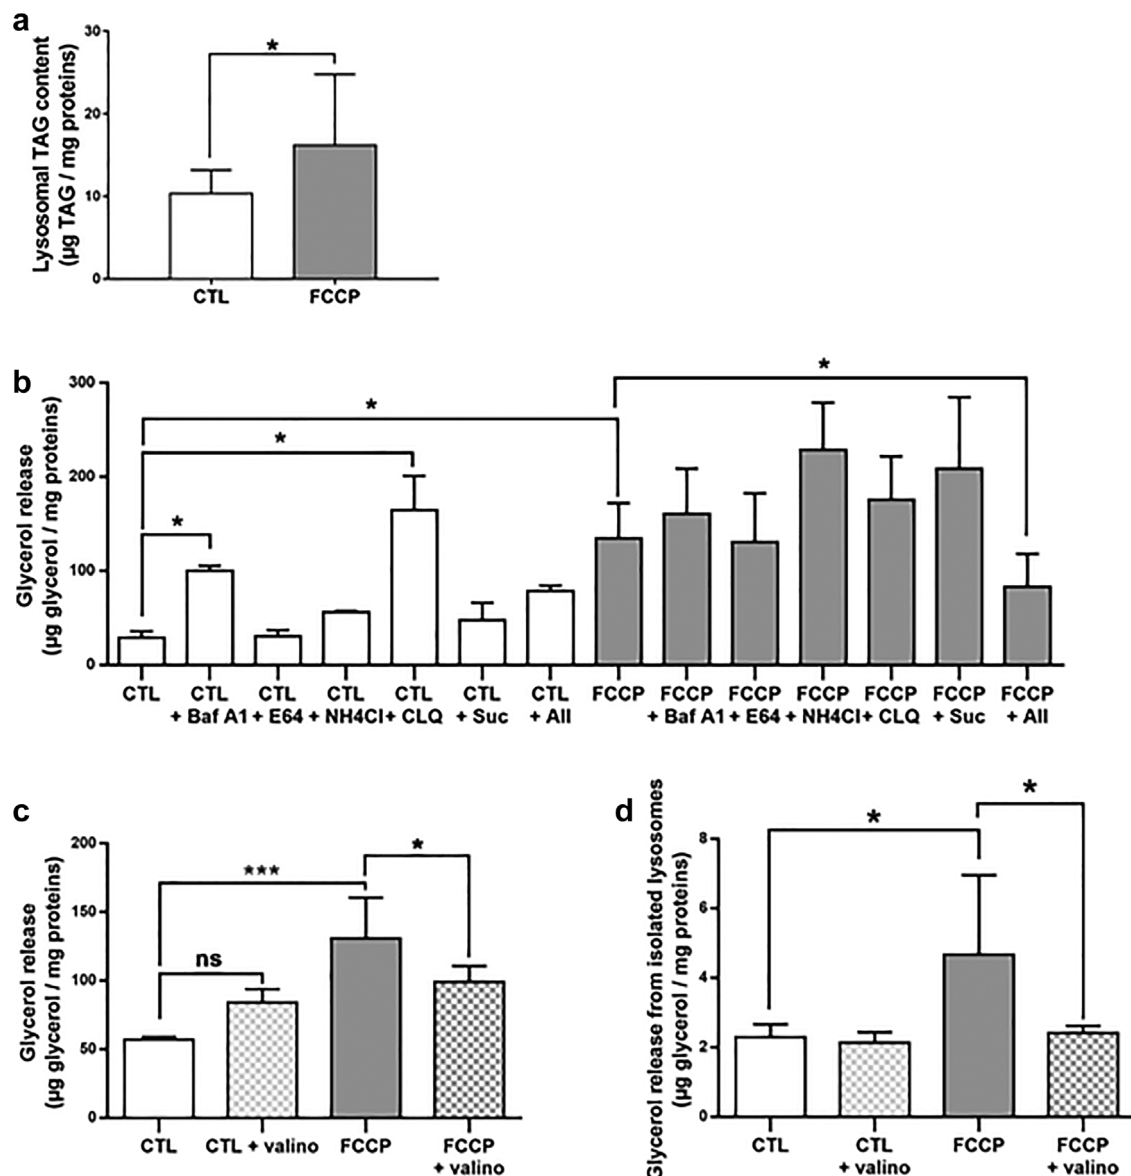 a
Lysosomal TAG content
(µg TAG / mg proteins)
30
20
10
0
*
CTL
FCCP
b
Glycerol release
(µg glycerol / mg proteins)
300
200
100
0
*
*
*
*
CTL CTL CTL CTL CTL CTL CTL FCCP FCCP FCCP FCCP FCCP FCCP FCCP
+ Baf A1 + E64 + NH4Cl + CLQ + Suc + All + Baf A1 + E64 + NH4Cl + CLQ + Suc + All
c
Glycerol release
(µg glycerol / mg proteins)
200
150
100
50
0
ns
***
*
CTL CTL + valino FCCP FCCP
+ valino
d
Glycerol release from isolated lysosomes
(µg glycerol / mg proteins)
8
6
4
2
0
*
*
CTL CTL FCCP FCCP
+ valino + valino